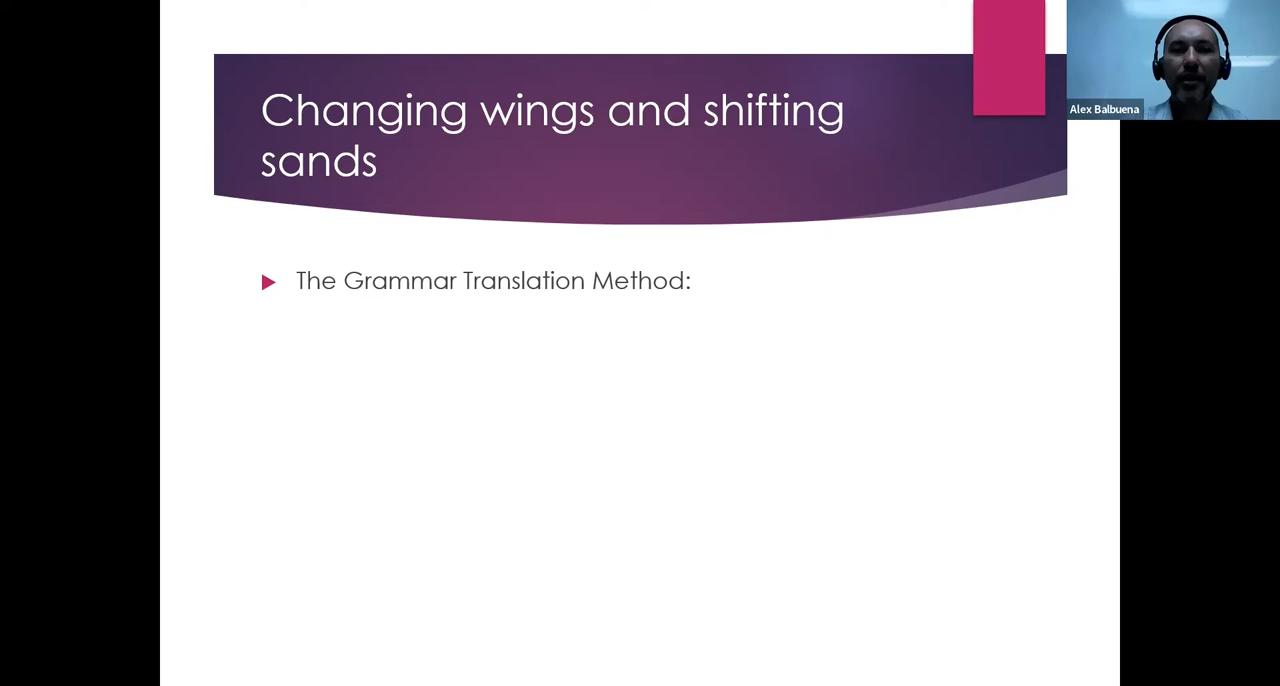 Changing wings and shifting
sands
Alex Balbuena
The Grammar Translation Method: